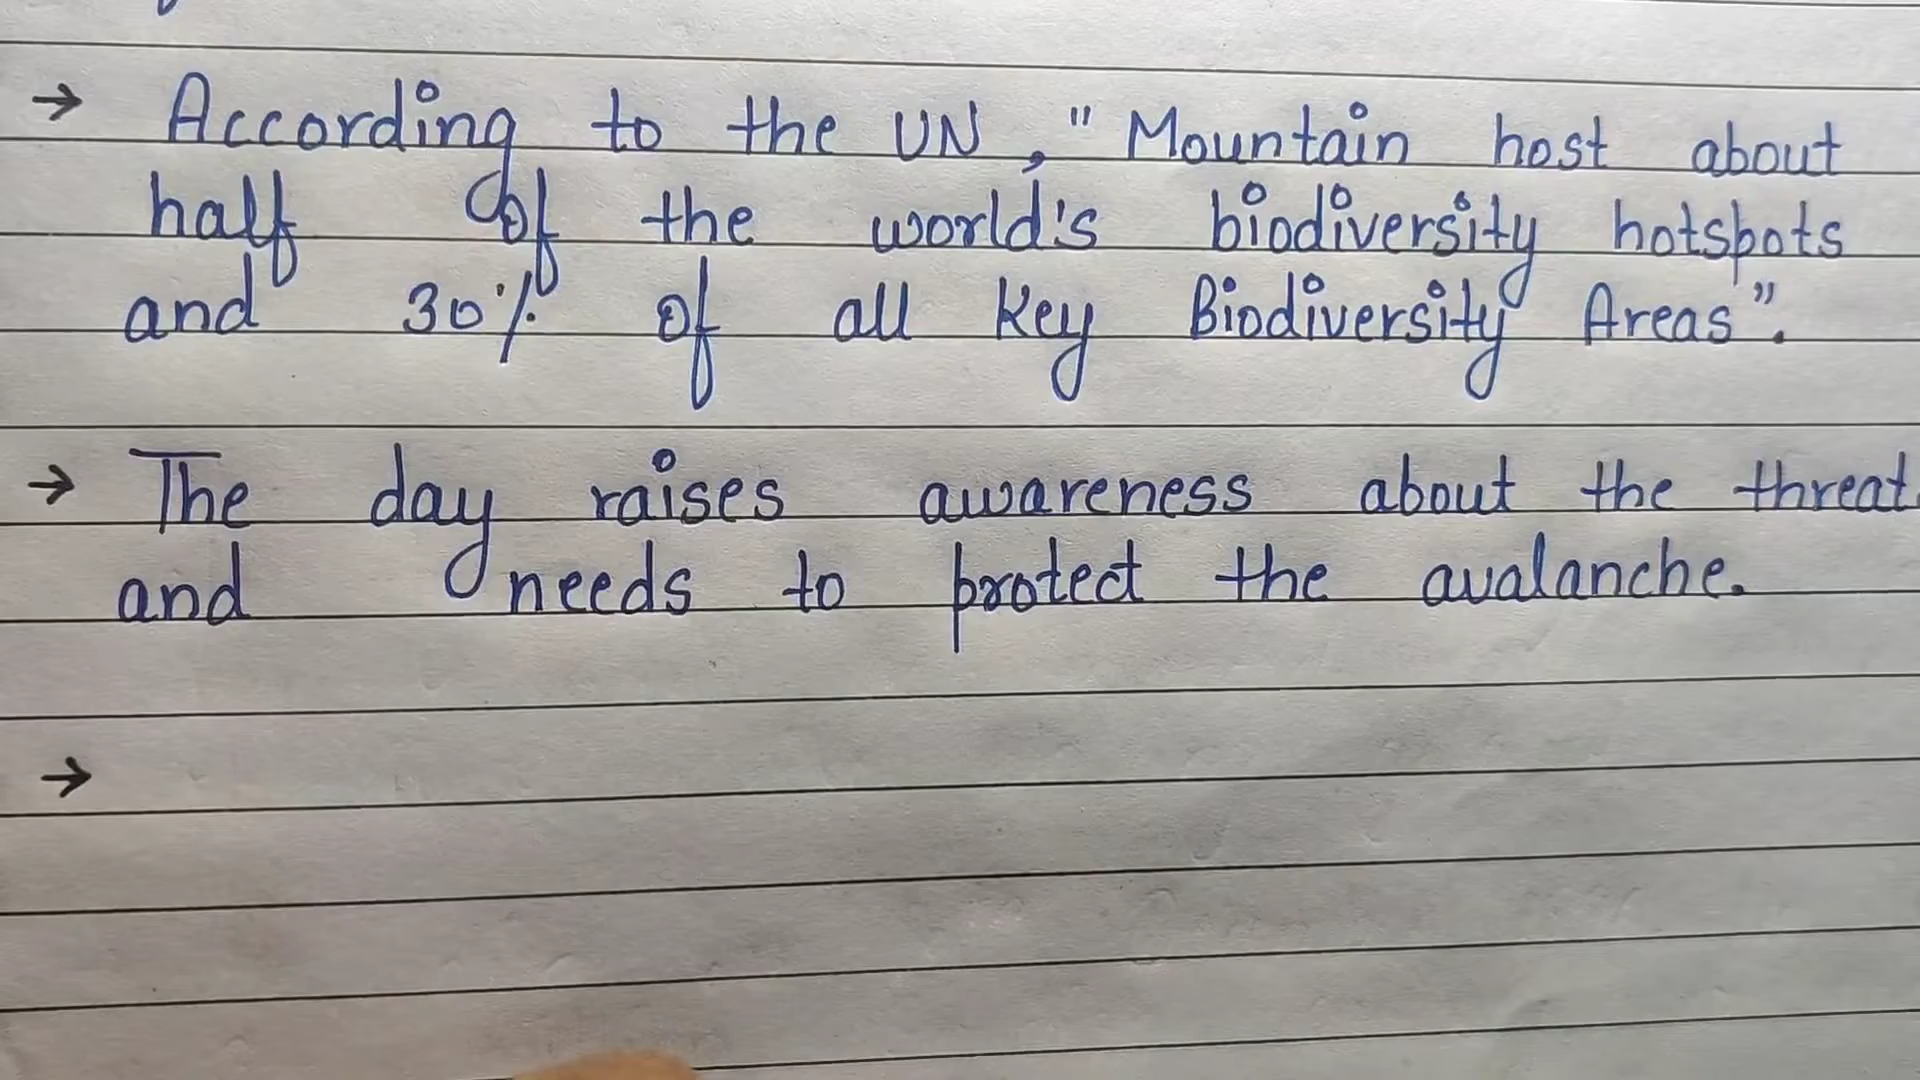 → According to the UN, "Mountain host about
half of the world's biodiversity hotspots
and 30% of all Key Biodiversity Areas".
→ The day raises awareness about the threat
and needs to protect the avalanche.
→